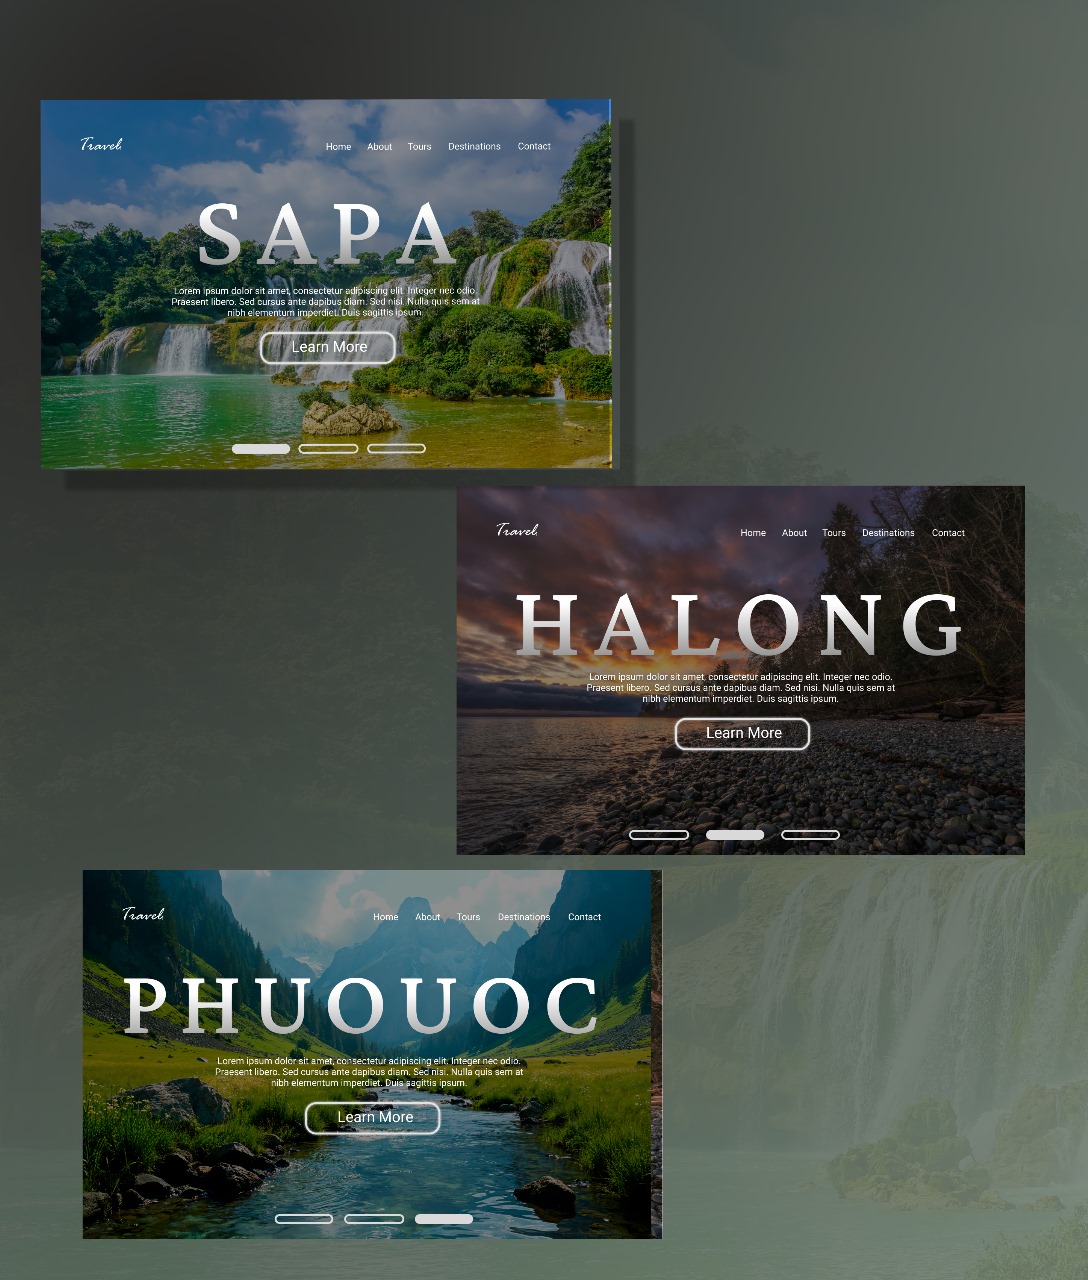 Travel
Home About Tours Destinations Contact
SAPA
Lorem ipsum dolor sit amet, consectetur adipiscing elit. Integer nec odio.
Praesent libero. Sed cursus ante dapibus diam. Sed nisi. Nulla quis sem at
nibh elementum imperdiet. Duis sagittis ipsum.
Learn More
Travel
Home About Tours Destinations Contact
HALONG
Lorem ipsum dolor sit amet, consectetur adipiscing elit. Integer nec odio.
Praesent libero. Sed cursus ante dapibus diam. Sed nisi. Nulla quis sem at
nibh elementum imperdiet. Duis sagittis ipsum.
Learn More
Travel
Home About Tours Destinations Contact
PHUOUOC
Lorem ipsum dolor sit amet, consectetur adipiscing elit. Integer nec odio.
Praesent libero. Sed cursus ante dapibus diam. Sed nisi. Nulla quis sem at
nibh elementum imperdiet. Duis sagittis ipsum.
Learn More